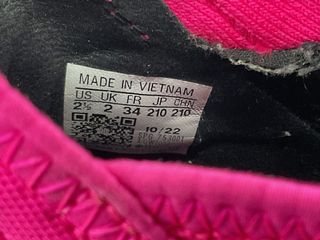 MADE IN VIETNAM
US UK FR JP CHN
2½ 2 34 210 210
10/22